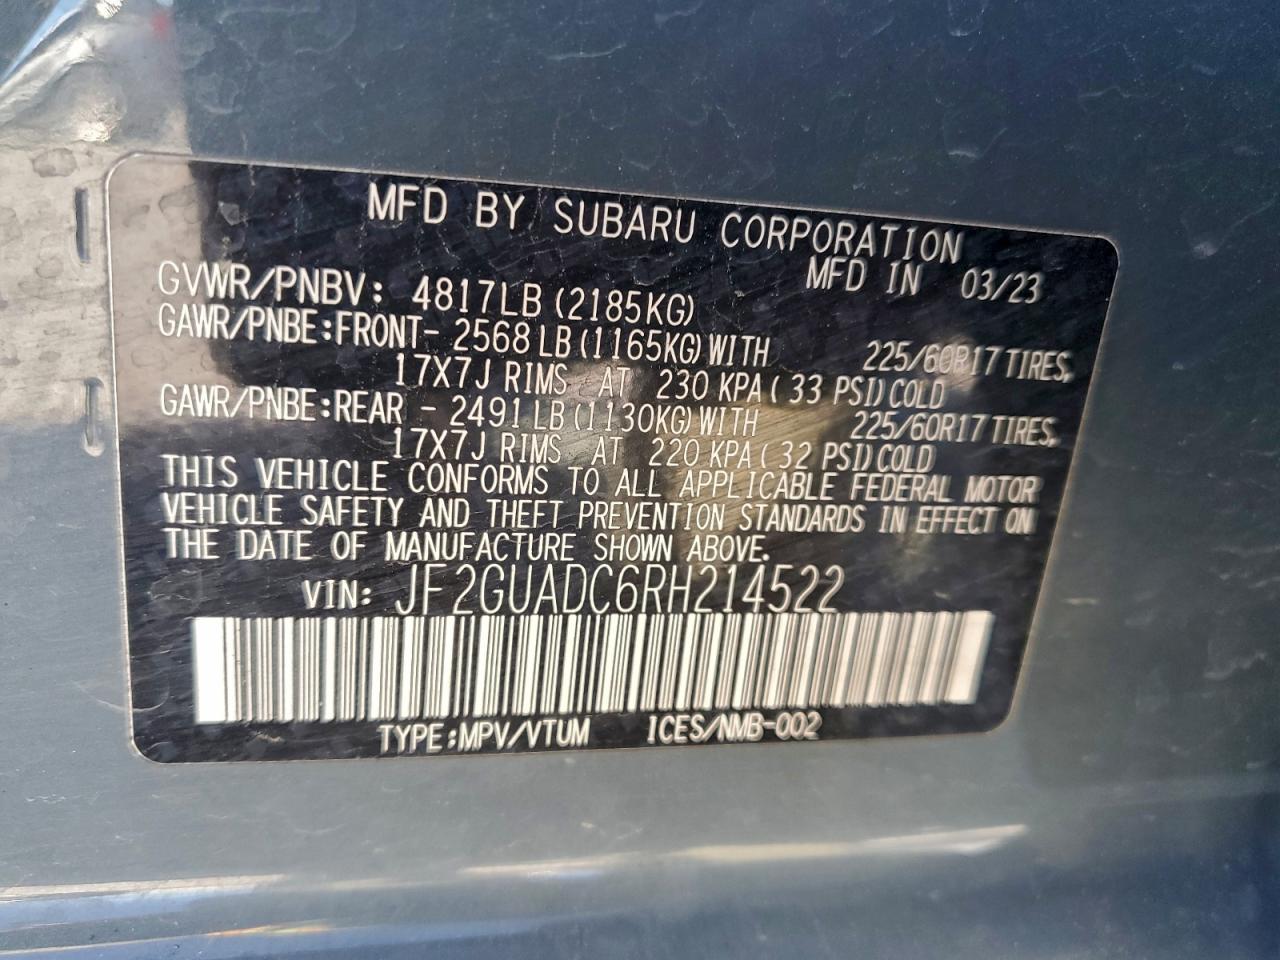 MFD BY SUBARU CORPORATION
MFD IN 03/23
GVWR/PNBV: 4817LB (2185KG)
GAWR/PNBE:FRONT- 2568 LB (1165KG) WITH 225/60R17 TIRES,
17X7J RIMS AT 230 KPA ( 33 PSI) COLD
GAWR/PNBE:REAR - 2491 LB (1130KG) WITH 225/60R17 TIRES,
17X7J RIMS AT 220 KPA ( 32 PSI) COLD
THIS VEHICLE CONFORMS TO ALL APPLICABLE FEDERAL MOTOR
VEHICLE SAFETY AND THEFT PREVENTION STANDARDS IN EFFECT ON
THE DATE OF MANUFACTURE SHOWN ABOVE.
VIN: JF2GUADC6RH214522
TYPE:MPV/VTUM ICES/NMB-002